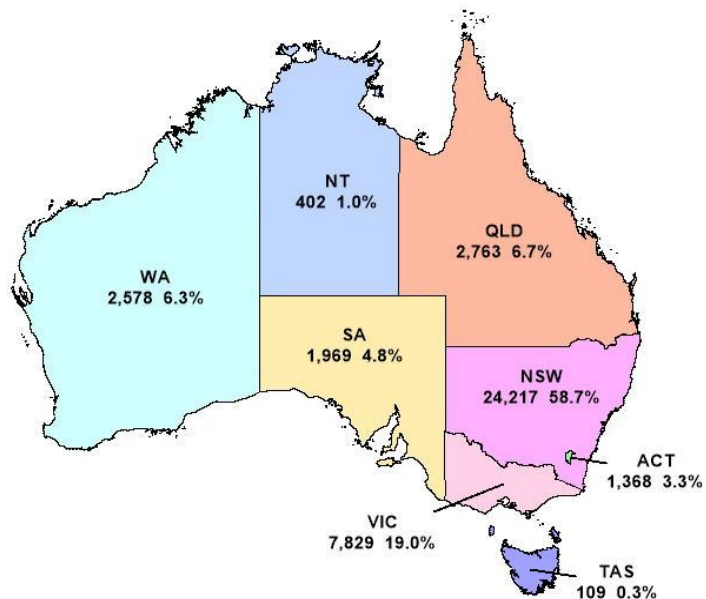 NT
402 1.0%
QLD
2,763 6.7%
WA
2,578 6.3%
SA
1,969 4.8%
NSW
24,217 58.7%
ACT
1,368 3.3%
VIC
7,829 19.0%
TAS
109 0.3%